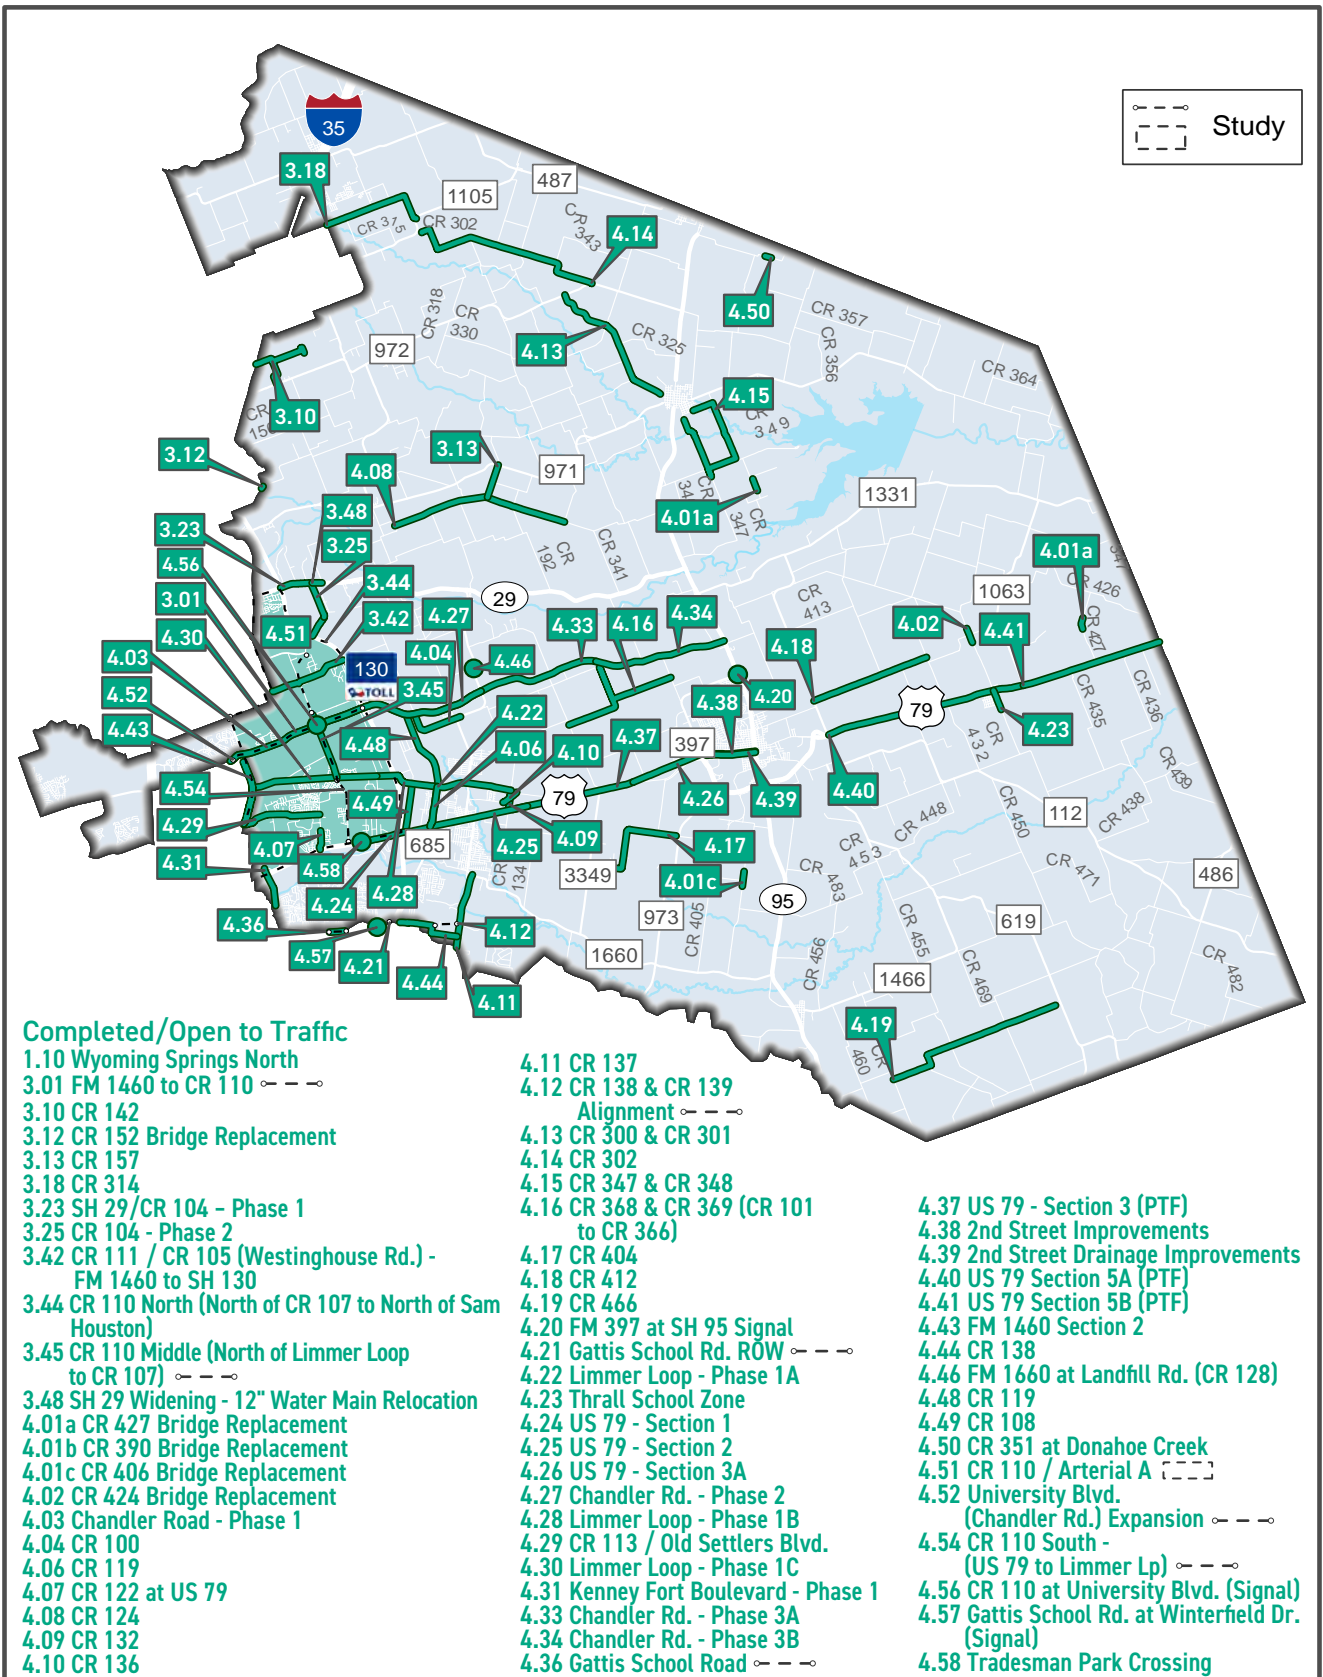 35
Study
3.18
1105
487
CR 315
CR 302
CR 343
4.14
4.50
CR 357
CR 318
CR 330
972
4.13
CR 325
CR 356
CR 364
3.10
CR 150
4.15
CR 349
3.12
4.08
3.13
971
1331
4.01a
CR 347
3.48
3.23
3.25
4.56
3.44
CR 192
CR 341
4.01a
CR 426
1063
3.01
4.51
3.42
29
4.27
4.33
4.16
4.34
CR 413
4.02
4.41
CR 427
4.30
4.03
130
TOLL
4.04
4.46
4.18
4.52
3.45
4.20
79
CR 435
CR 436
4.43
4.48
4.22
4.38
4.23
4.06
4.10
4.37
397
CR 432
CR 439
4.54
4.49
79
4.26
4.39
4.40
112
CR 438
4.29
4.07
4.58
685
4.25
4.09
4.17
CR 448
CR 450
CR 453
4.31
4.24
4.28
CR 134
3349
4.01c
CR 483
CR 471
486
4.36
4.57
4.21
4.12
973
CR 405
95
619
CR 455
4.44
4.11
1660
CR 456
1466
CR 469
CR 482
4.19
CR 460
Completed/Open to Traffic
1.10 Wyoming Springs North
3.01 FM 1460 to CR 110
3.10 CR 142
3.12 CR 152 Bridge Replacement
3.13 CR 157
3.18 CR 314
3.23 SH 29/CR 104 – Phase 1
3.25 CR 104 - Phase 2
3.42 CR 111 / CR 105 (Westinghouse Rd.) -
FM 1460 to SH 130
3.44 CR 110 North (North of CR 107 to North of Sam
Houston)
3.45 CR 110 Middle (North of Limmer Loop
to CR 107)
3.48 SH 29 Widening - 12" Water Main Relocation
4.01a CR 427 Bridge Replacement
4.01b CR 390 Bridge Replacement
4.01c CR 406 Bridge Replacement
4.02 CR 424 Bridge Replacement
4.03 Chandler Road - Phase 1
4.04 CR 100
4.06 CR 119
4.07 CR 122 at US 79
4.08 CR 124
4.09 CR 132
4.10 CR 136
4.11 CR 137
4.12 CR 138 & CR 139
Alignment
4.13 CR 300 & CR 301
4.14 CR 302
4.15 CR 347 & CR 348
4.16 CR 368 & CR 369 (CR 101
to CR 366)
4.17 CR 404
4.18 CR 412
4.19 CR 466
4.20 FM 397 at SH 95 Signal
4.21 Gattis School Rd. ROW
4.22 Limmer Loop - Phase 1A
4.23 Thrall School Zone
4.24 US 79 - Section 1
4.25 US 79 - Section 2
4.26 US 79 - Section 3A
4.27 Chandler Rd. - Phase 2
4.28 Limmer Loop - Phase 1B
4.29 CR 113 / Old Settlers Blvd.
4.30 Limmer Loop - Phase 1C
4.31 Kenney Fort Boulevard - Phase 1
4.33 Chandler Rd. - Phase 3A
4.34 Chandler Rd. - Phase 3B
4.36 Gattis School Road
4.37 US 79 - Section 3 (PTF)
4.38 2nd Street Improvements
4.39 2nd Street Drainage Improvements
4.40 US 79 Section 5A (PTF)
4.41 US 79 Section 5B (PTF)
4.43 FM 1460 Section 2
4.44 CR 138
4.46 FM 1660 at Landfill Rd. (CR 128)
4.48 CR 119
4.49 CR 108
4.50 CR 351 at Donahoe Creek
4.51 CR 110 / Arterial A
4.52 University Blvd.
(Chandler Rd.) Expansion
4.54 CR 110 South -
(US 79 to Limmer Lp)
4.56 CR 110 at University Blvd. (Signal)
4.57 Gattis School Rd. at Winterfield Dr.
(Signal)
4.58 Tradesman Park Crossing